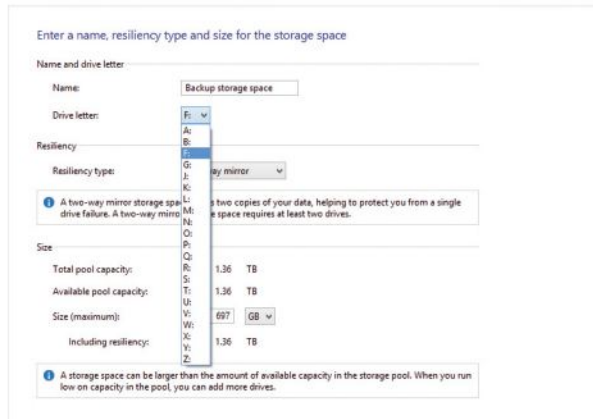 Enter a name, resiliency type and size for the storage space
Name and drive letter
Name: Backup storage space
Drive letter: F:
A:
B:
F:
G:
J:
K:
L:
M:
N:
O:
P:
Q:
R:
S:
T:
U:
V:
W:
X:
Y:
Z:
Resiliency
Resiliency type: ay mirror
A two-way mirror storage spa s two copies of your data, helping to protect you from a single
drive failure. A two-way mirro e space requires at least two drives.
Size
Total pool capacity: 1.36 TB
Available pool capacity: 1.36 TB
Size (maximum): 697 GB
Including resiliency: 1.36 TB
A storage space can be larger than the amount of available capacity in the storage pool. When you run
low on capacity in the pool, you can add more drives.